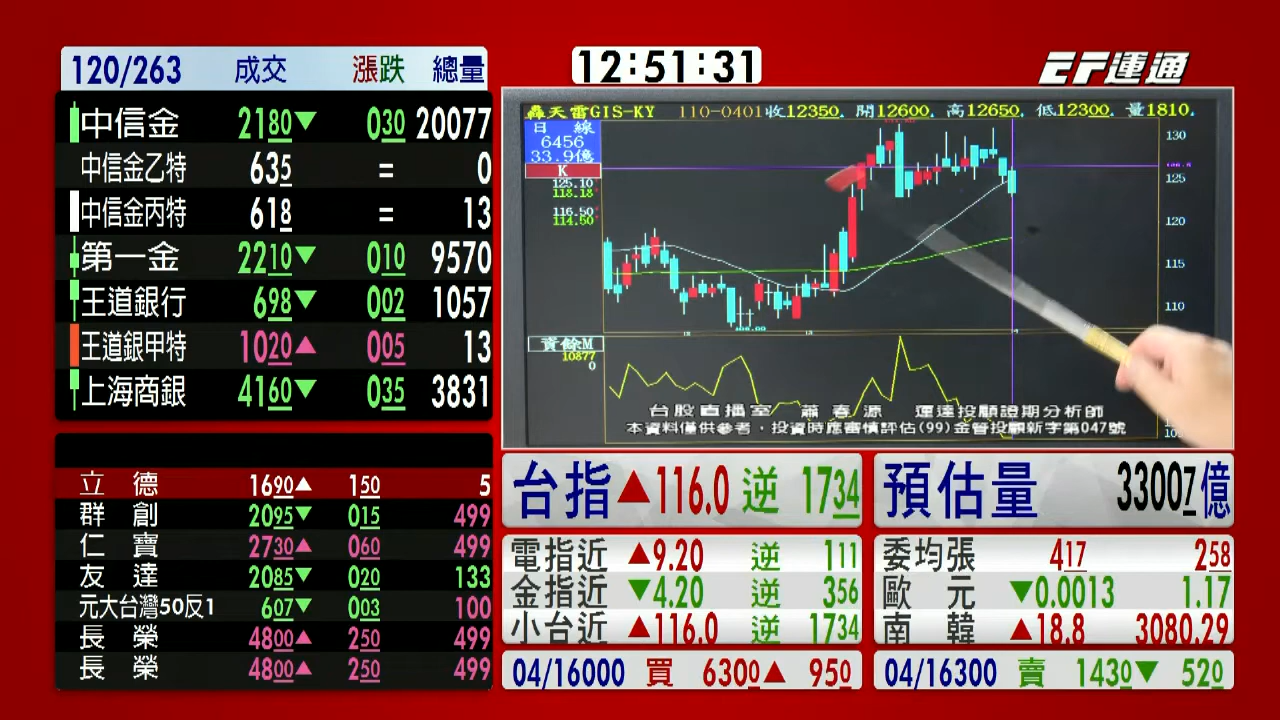 120/263 成交 漲跌 總量
中信金 2180▼ 030 20077
中信金乙特 635 = 0
中信金丙特 618 = 13
第一金 2210▼ 010 9570
王道銀行 698▼ 002 1057
王道銀甲特 1020▲ 005 13
上海商銀 4160▼ 035 3831
立德 1690▲ 150 5
群創 2095▼ 015 499
仁寶 2730▲ 060 499
友達 2085▼ 020 133
元大台灣50反1 607▼ 003 100
長榮 4800▲ 250 499
長榮 4800▲ 250 499
12:51:31
EF運通
轟天雷GIS-KY 110-0401收12350. 開12600. 高12650. 低12300. 量1810.
日線
6456
33.9億
K
125.10
118.18
116.50
114.50
130
125
120
115
110
資餘M
10877
0
台股直播室 蕭春源 運達投顧證期分析師
本資料僅供參考，投資時應審慎評估(99)金管投顧新字第047號
台指▲116.0 逆 1734
預估量 33007億
電指近 ▲9.20 逆 111
金指近 ▼4.20 逆 356
小台近 ▲116.0 逆 1734
委均張 417 258
歐元 ▼0.0013 1.17
南韓 ▲18.8 3080.29
04/16000 買 6300▲ 950
04/16300 賣 1430▼ 520